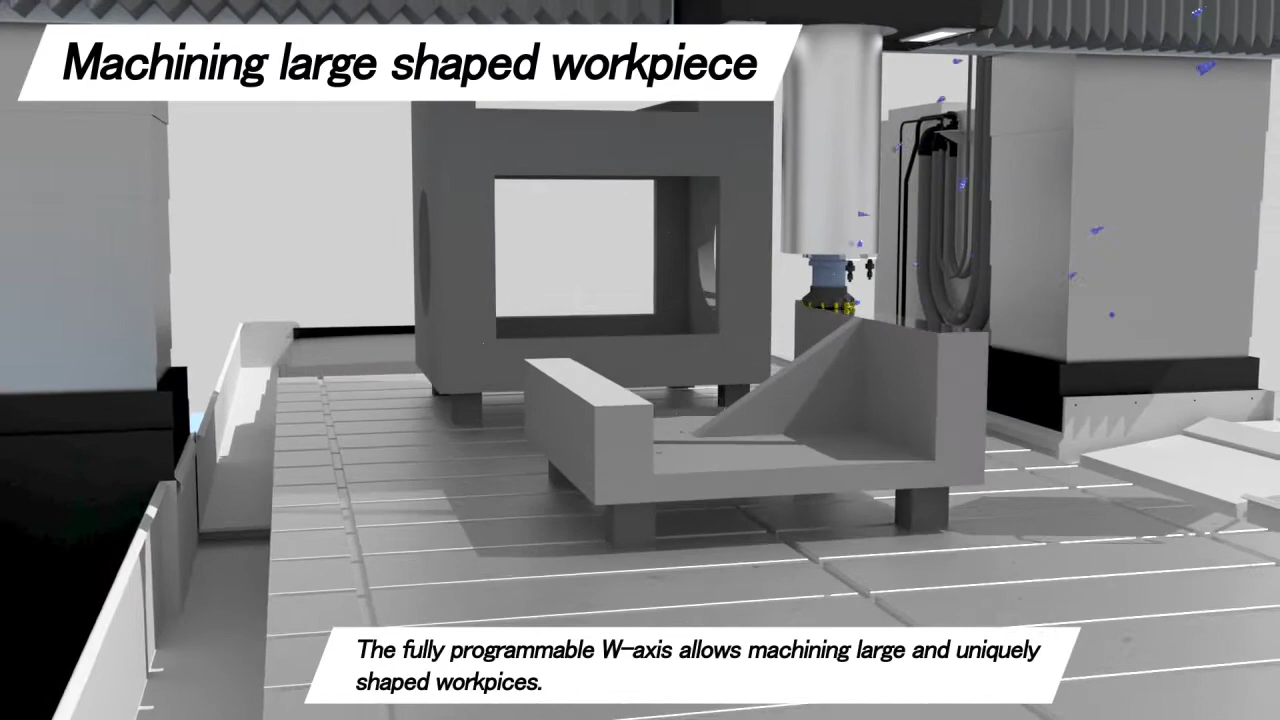 Machining large shaped workpiece
The fully programmable W-axis allows machining large and uniquely
shaped workpices.